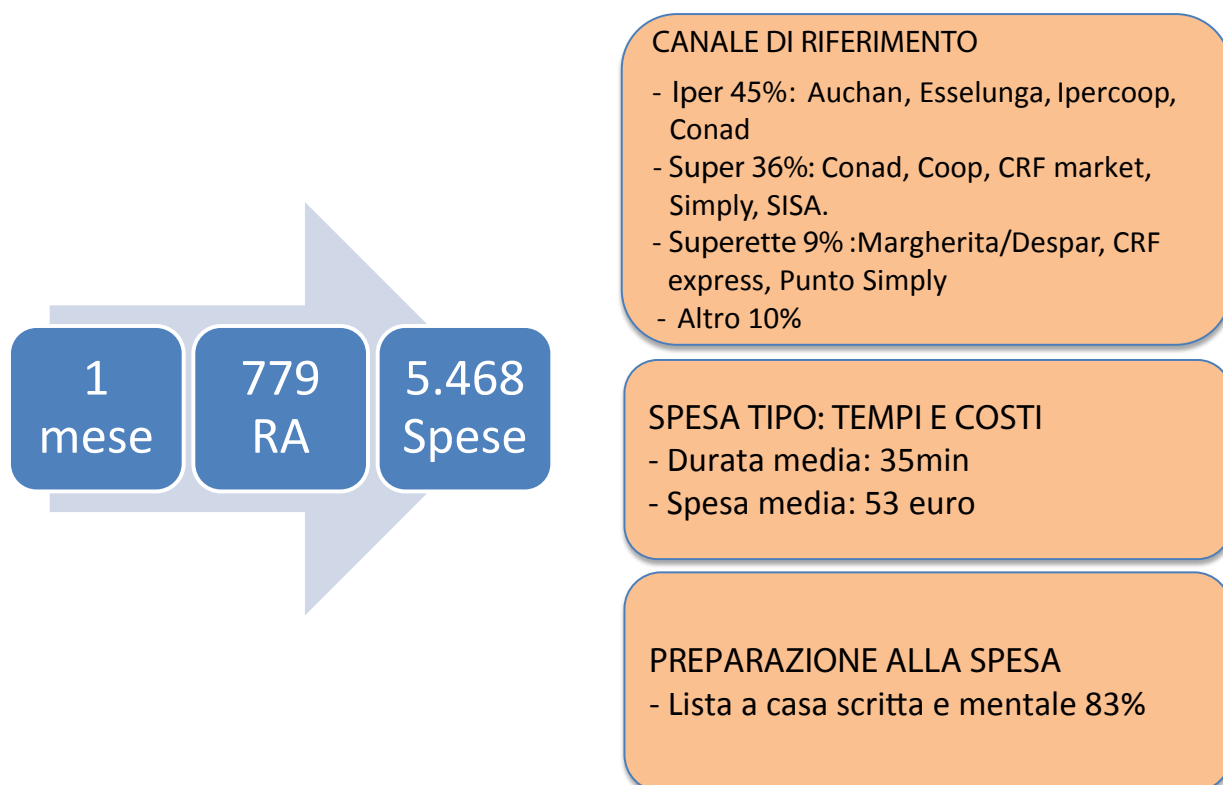 1
mese
779
RA
5.468
Spese
CANALE DI RIFERIMENTO
- Iper 45%: Auchan, Esselunga, Ipercoop,
Conad
- Super 36%: Conad, Coop, CRF market,
Simply, SISA.
- Superette 9% :Margherita/Despar, CRF
express, Punto Simply
- Altro 10%
SPESA TIPO: TEMPI E COSTI
- Durata media: 35min
- Spesa media: 53 euro
PREPARAZIONE ALLA SPESA
- Lista a casa scritta e mentale 83%